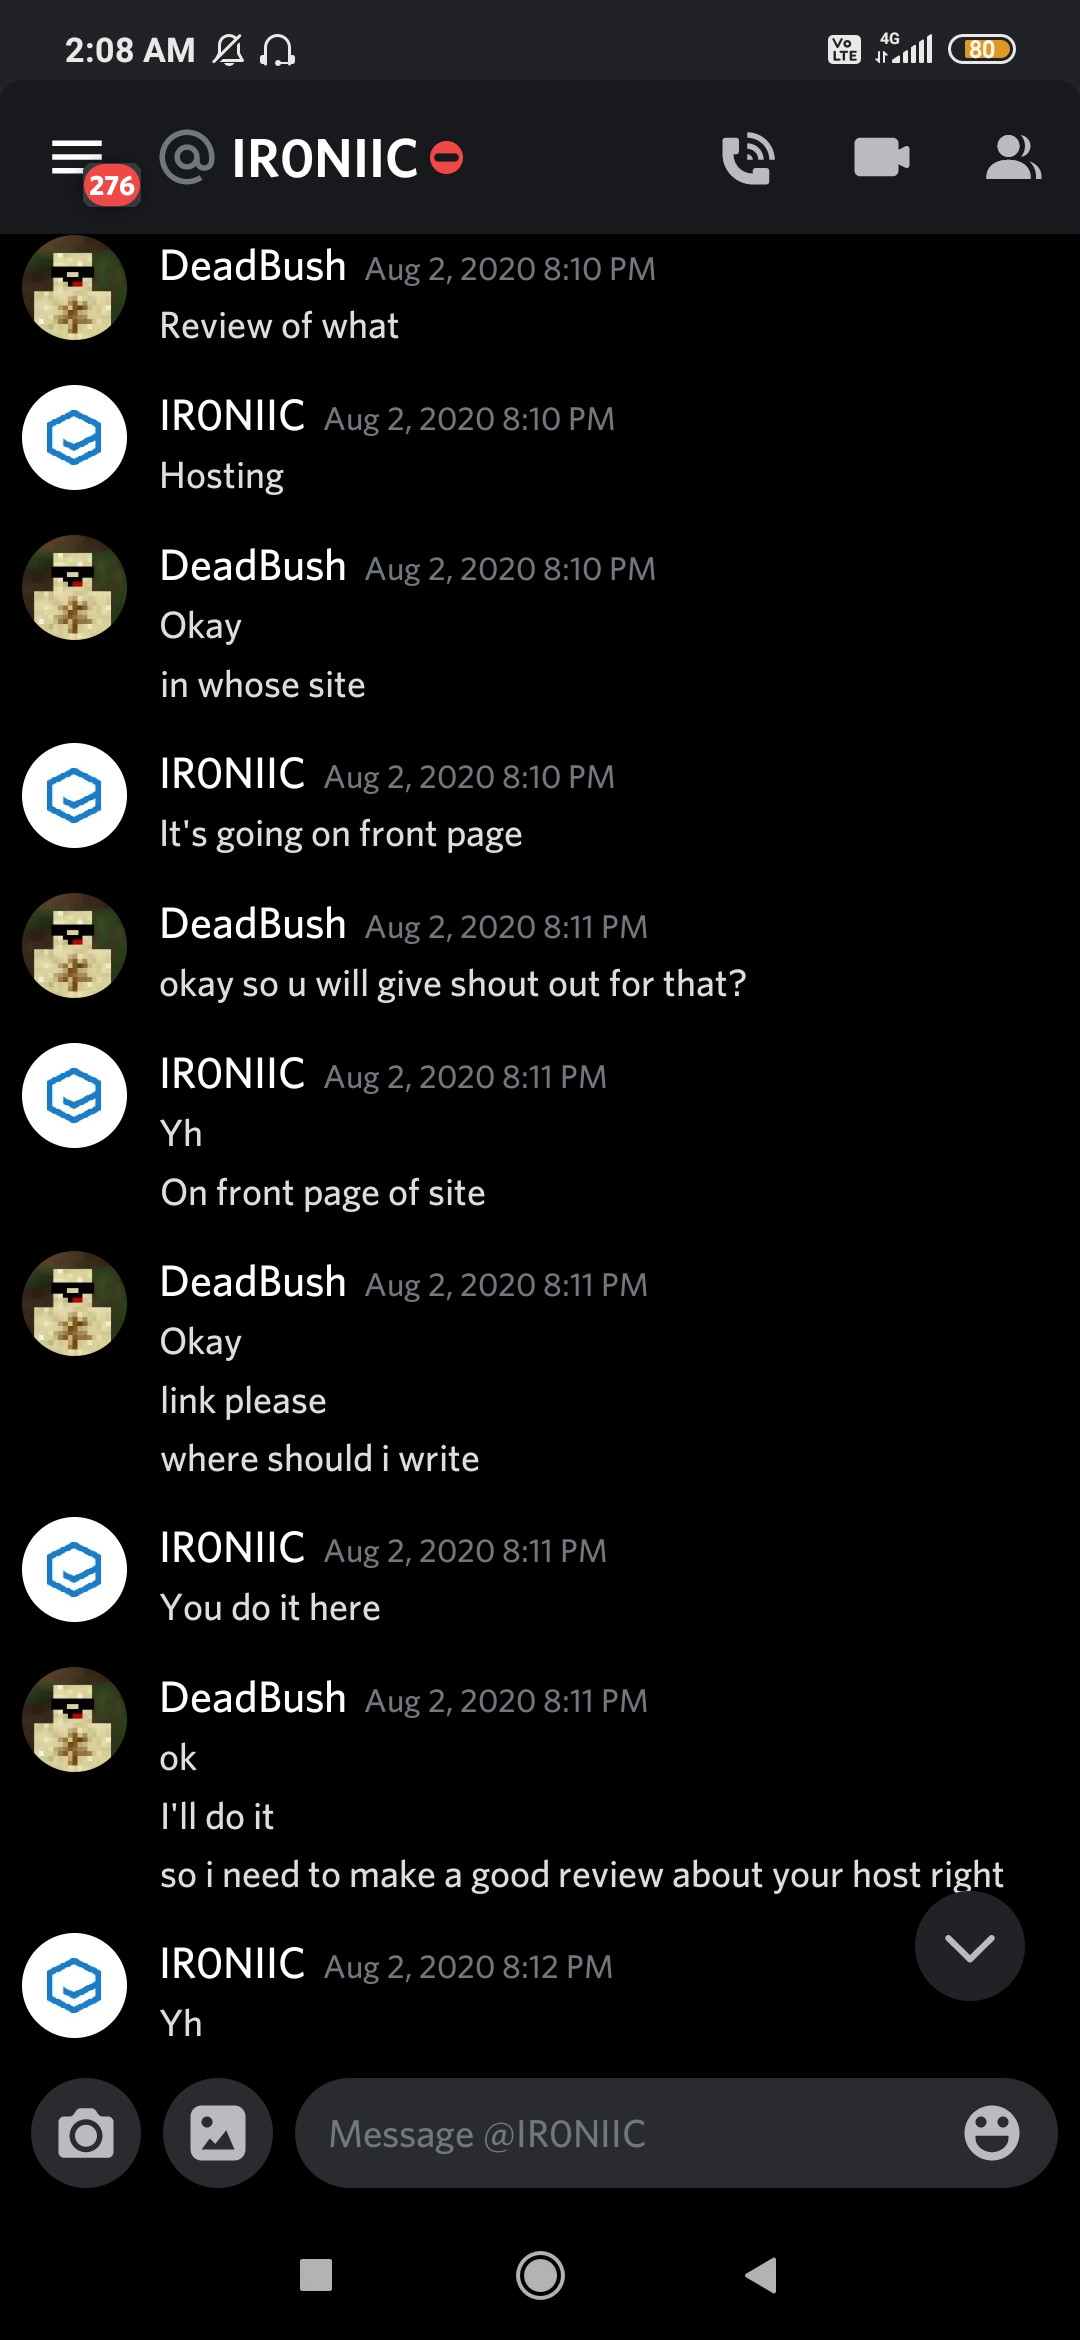 2:08 AM
Vo LTE 4G 80
276 @ IRONIIC
DeadBush Aug 2, 2020 8:10 PM
Review of what
IRONIIC Aug 2, 2020 8:10 PM
Hosting
DeadBush Aug 2, 2020 8:10 PM
Okay
in whose site
IRONIIC Aug 2, 2020 8:10 PM
It's going on front page
DeadBush Aug 2, 2020 8:11 PM
okay so u will give shout out for that?
IRONIIC Aug 2, 2020 8:11 PM
Yh
On front page of site
DeadBush Aug 2, 2020 8:11 PM
Okay
link please
where should i write
IRONIIC Aug 2, 2020 8:11 PM
You do it here
DeadBush Aug 2, 2020 8:11 PM
ok
I'll do it
so i need to make a good review about your host right
IRONIIC Aug 2, 2020 8:12 PM
Yh
Message @IRONIIC